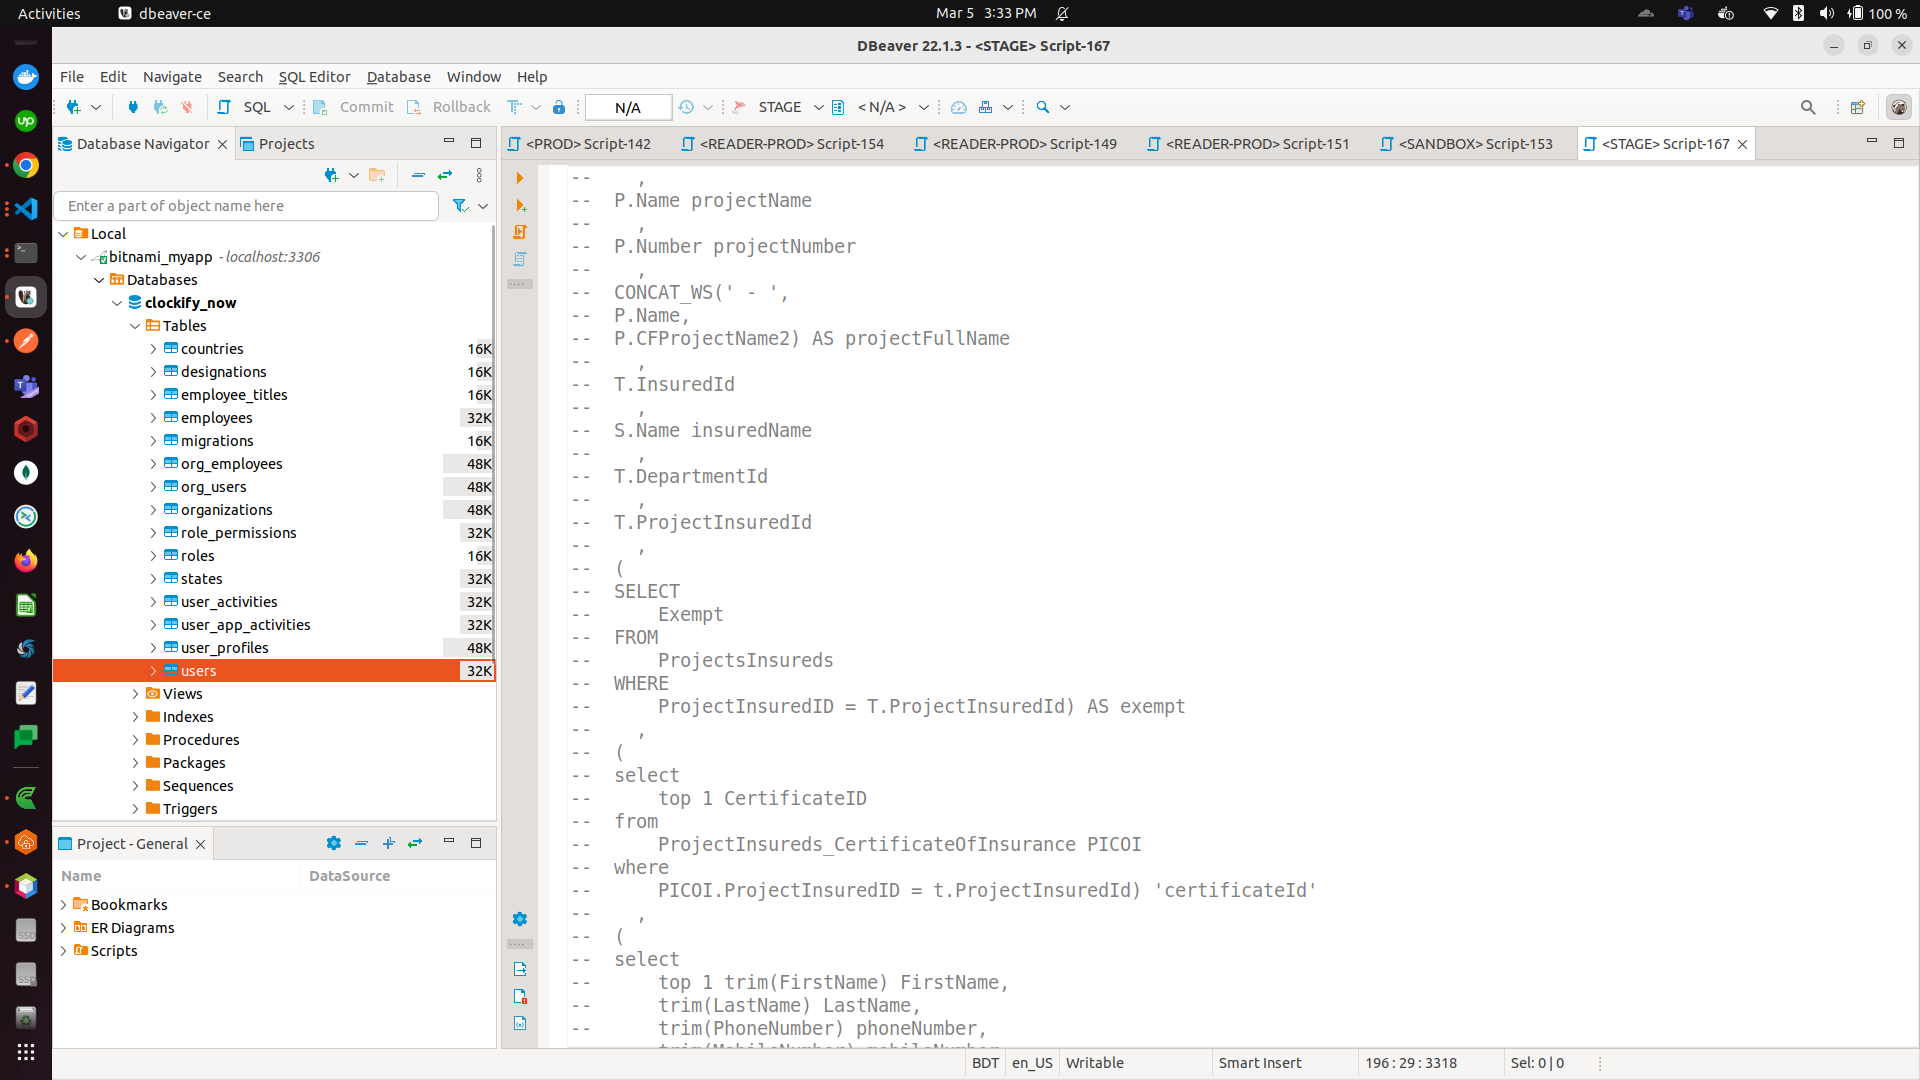 Activities
dbeaver-ce
Mar 5 3:33 PM
100 %
DBeaver 22.1.3 - <STAGE> Script-167
File Edit Navigate Search SQL Editor Database Window Help
SQL Commit Rollback N/A STAGE < N/A >
Database Navigator
Projects
<PROD> Script-142
<READER-PROD> Script-154
<READER-PROD> Script-149
<READER-PROD> Script-151
<SANDBOX> Script-153
<STAGE> Script-167
Enter a part of object name here
Local
bitnami_myapp - localhost:3306
Databases
clockify_now
Tables
countries 16K
designations 16K
employee_titles 16K
employees 32K
migrations 16K
org_employees 48K
org_users 48K
organizations 48K
role_permissions 32K
roles 16K
states 32K
user_activities 32K
user_app_activities 32K
user_profiles 48K
users 32K
Views
Indexes
Procedures
Packages
Sequences
Triggers
Project - General
Name DataSource
Bookmarks
ER Diagrams
Scripts
-- ,
-- P.Name projectName
-- ,
-- P.Number projectNumber
-- ,
-- CONCAT_WS(' - ',
-- P.Name,
-- P.CFProjectName2) AS projectFullName
-- ,
-- T.InsuredId
-- ,
-- S.Name insuredName
-- ,
-- T.DepartmentId
-- ,
-- T.ProjectInsuredId
-- ,
-- (
-- SELECT
-- Exempt
-- FROM
-- ProjectsInsureds
-- WHERE
-- ProjectInsuredID = T.ProjectInsuredId) AS exempt
-- ,
-- (
-- select
-- top 1 CertificateID
-- from
-- ProjectInsureds_CertificateOfInsurance PICOI
-- where
-- PICOI.ProjectInsuredID = t.ProjectInsuredId) 'certificateId'
-- ,
-- (
-- select
-- top 1 trim(FirstName) FirstName,
-- trim(LastName) LastName,
-- trim(PhoneNumber) phoneNumber,
BDT en_US Writable Smart Insert 196 : 29 : 3318 Sel: 0 | 0